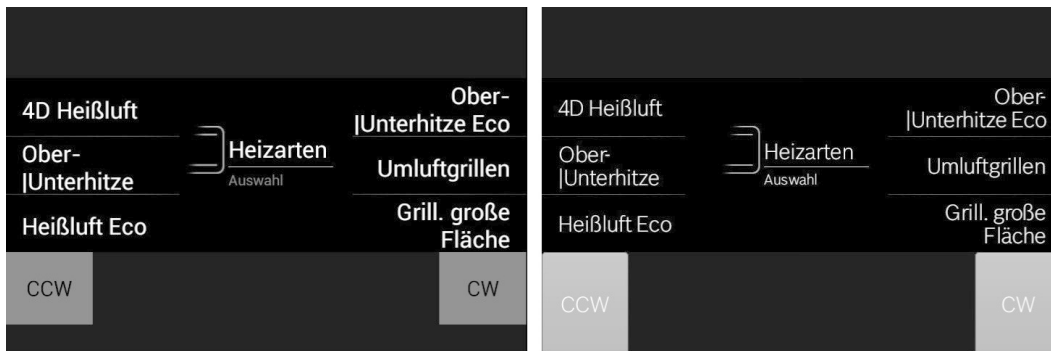 4D Heißluft
Ober-
|Unterhitze
Heißluft Eco
Heizarten
Auswahl
Ober-
|Unterhitze Eco
Umluftgrillen
Grill. große
Fläche
CCW
CW
4D Heißluft
Ober-
|Unterhitze
Heißluft Eco
Heizarten
Auswahl
Ober-
|Unterhitze Eco
Umluftgrillen
Grill. große
Fläche
CCW
CW